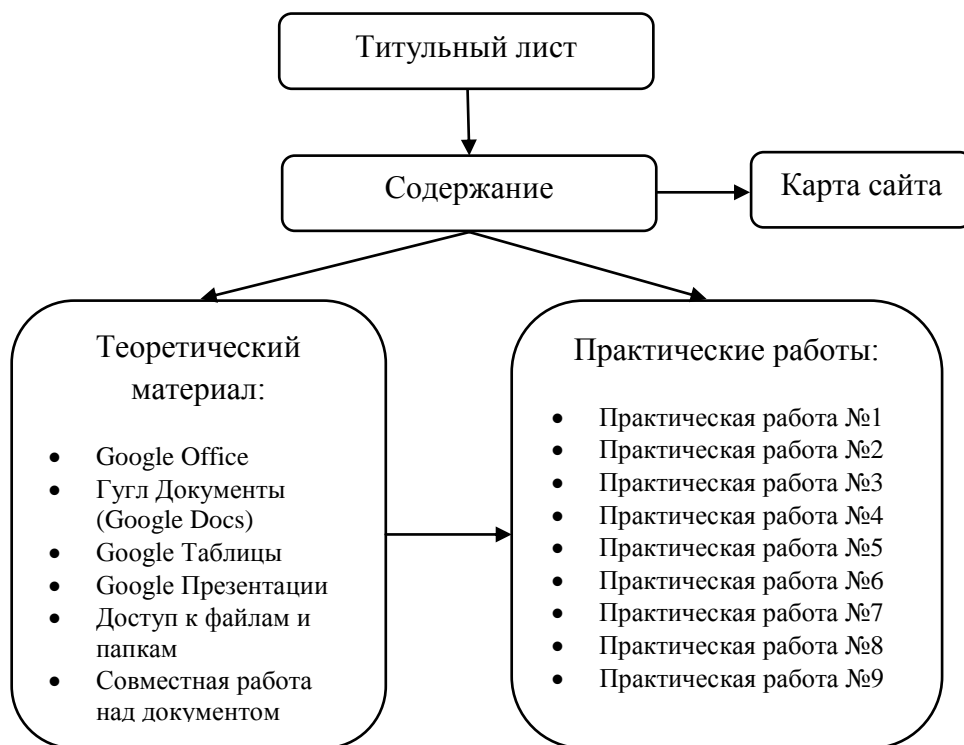 Титульный лист
Содержание
Карта сайта
Теоретический
материал:
• Google Office
• Гугл Документы
(Google Docs)
• Google Таблицы
• Google Презентации
• Доступ к файлам и
папкам
• Совместная работа
над документом
Практические работы:
• Практическая работа №1
• Практическая работа №2
• Практическая работа №3
• Практическая работа №4
• Практическая работа №5
• Практическая работа №6
• Практическая работа №7
• Практическая работа №8
• Практическая работа №9